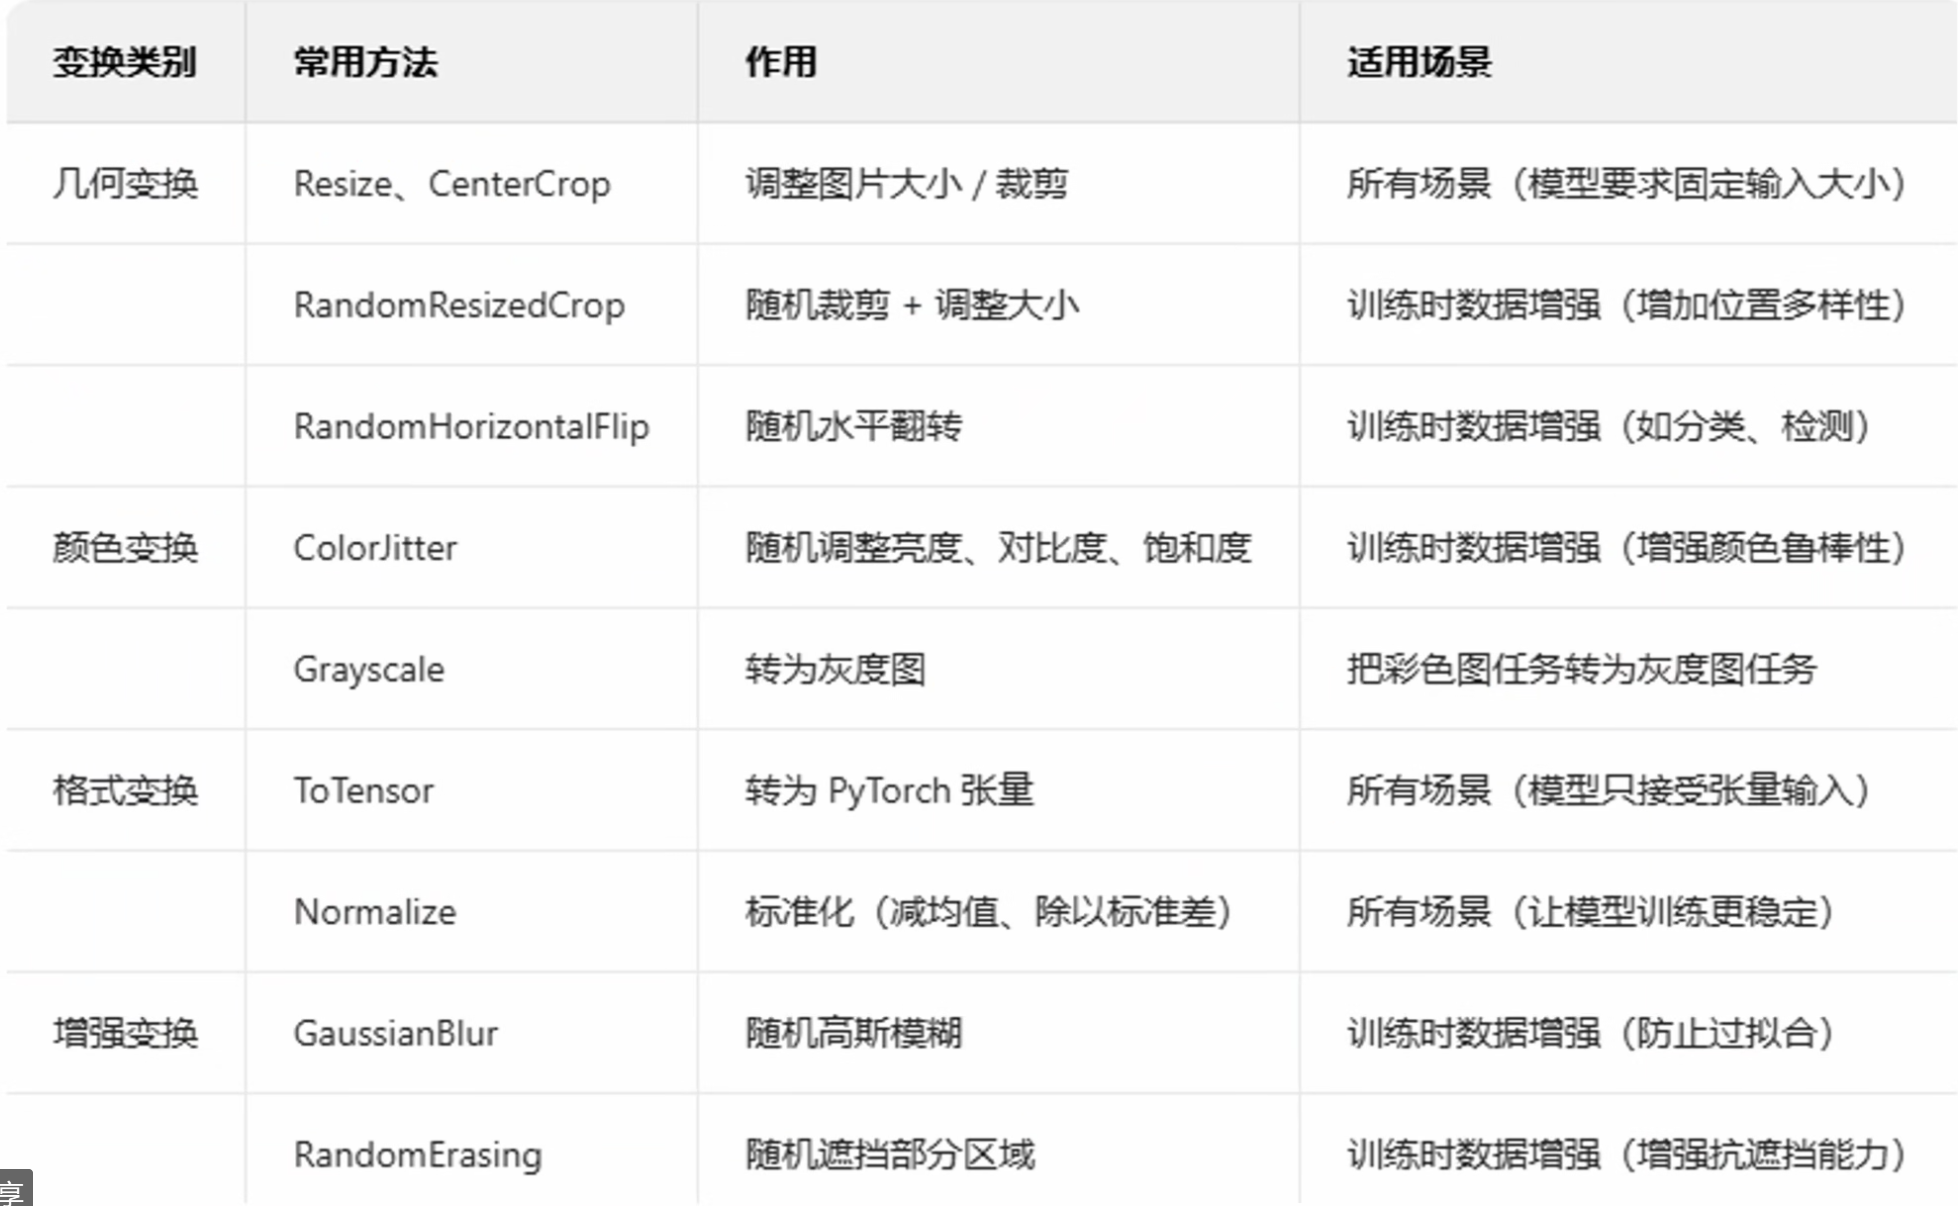 变换类别 常用方法 作用 适用场景
几何变换 Resize、CenterCrop 调整图片大小 / 裁剪 所有场景（模型要求固定输入大小）
RandomResizedCrop 随机裁剪 + 调整大小 训练时数据增强（增加位置多样性）
RandomHorizontalFlip 随机水平翻转 训练时数据增强（如分类、检测）
颜色变换 ColorJitter 随机调整亮度、对比度、饱和度 训练时数据增强（增强颜色鲁棒性）
Grayscale 转为灰度图 把彩色图任务转为灰度图任务
格式变换 ToTensor 转为 PyTorch 张量 所有场景（模型只接受张量输入）
Normalize 标准化（减均值、除以标准差） 所有场景（让模型训练更稳定）
增强变换 GaussianBlur 随机高斯模糊 训练时数据增强（防止过拟合）
RandomErasing 随机遮挡部分区域 训练时数据增强（增强抗遮挡能力）
享